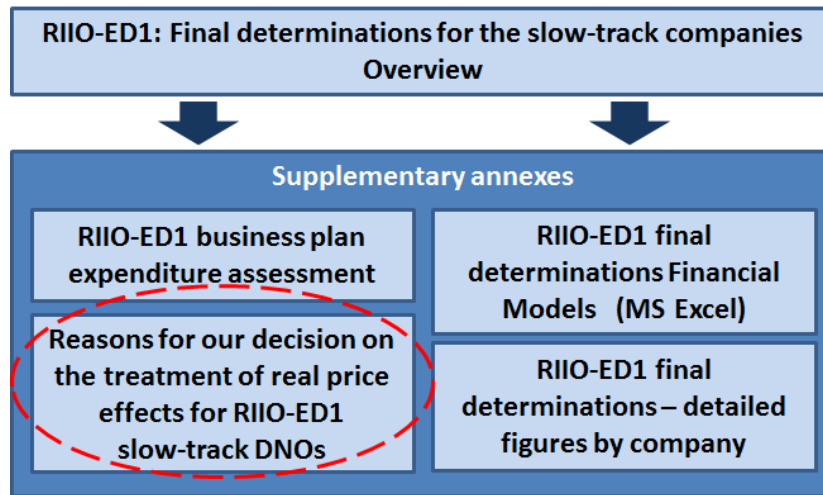 RIIO-ED1: Final determinations for the slow-track companies
Overview
Supplementary annexes
RIIO-ED1 business plan
expenditure assessment
Reasons for our decision on
the treatment of real price
effects for RIIO-ED1
slow-track DNOs
RIIO-ED1 final
determinations Financial
Models (MS Excel)
RIIO-ED1 final
determinations – detailed
figures by company